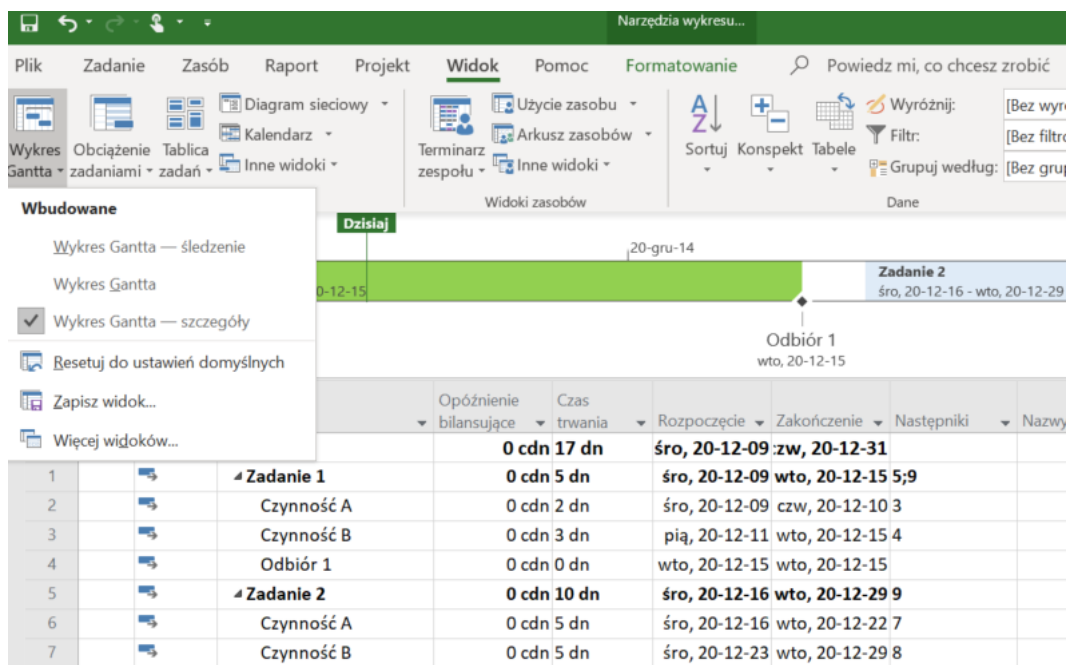 Narzędzia wykresu...
Plik Zadanie Zasób Raport Projekt Widok Pomoc Formatowanie Powiedz mi, co chcesz zrobić
Wykres Gantta
Obciążenie zadaniami
Tablica zadań
Diagram sieciowy
Kalendarz
Inne widoki
Terminarz zespołu
Użycie zasobu
Arkusz zasobów
Inne widoki
Widoki zasobów
Sortuj Konspekt Tabele
Wyróżnij: [Bez wyró
Filtr: [Bez filtro
Grupuj według: [Bez grup
Dane
Wbudowane
Wykres Gantta — śledzenie
Wykres Gantta
Wykres Gantta — szczegóły
Resetuj do ustawień domyślnych
Zapisz widok...
Więcej widoków...
Dzisiaj
20-gru-14
0-12-15
Zadanie 2
śro, 20-12-16 - wto, 20-12-29
Odbiór 1
wto, 20-12-15
Opóźnienie bilansujące Czas trwania Rozpoczęcie Zakończenie Następniki Nazwy
0 cdn 17 dn śro, 20-12-09 czw, 20-12-31
1 Zadanie 1 0 cdn 5 dn śro, 20-12-09 wto, 20-12-15 5;9
2 Czynność A 0 cdn 2 dn śro, 20-12-09 czw, 20-12-10 3
3 Czynność B 0 cdn 3 dn pią, 20-12-11 wto, 20-12-15 4
4 Odbiór 1 0 cdn 0 dn wto, 20-12-15 wto, 20-12-15
5 Zadanie 2 0 cdn 10 dn śro, 20-12-16 wto, 20-12-29 9
6 Czynność A 0 cdn 5 dn śro, 20-12-16 wto, 20-12-22 7
7 Czynność B 0 cdn 5 dn śro, 20-12-23 wto, 20-12-29 8